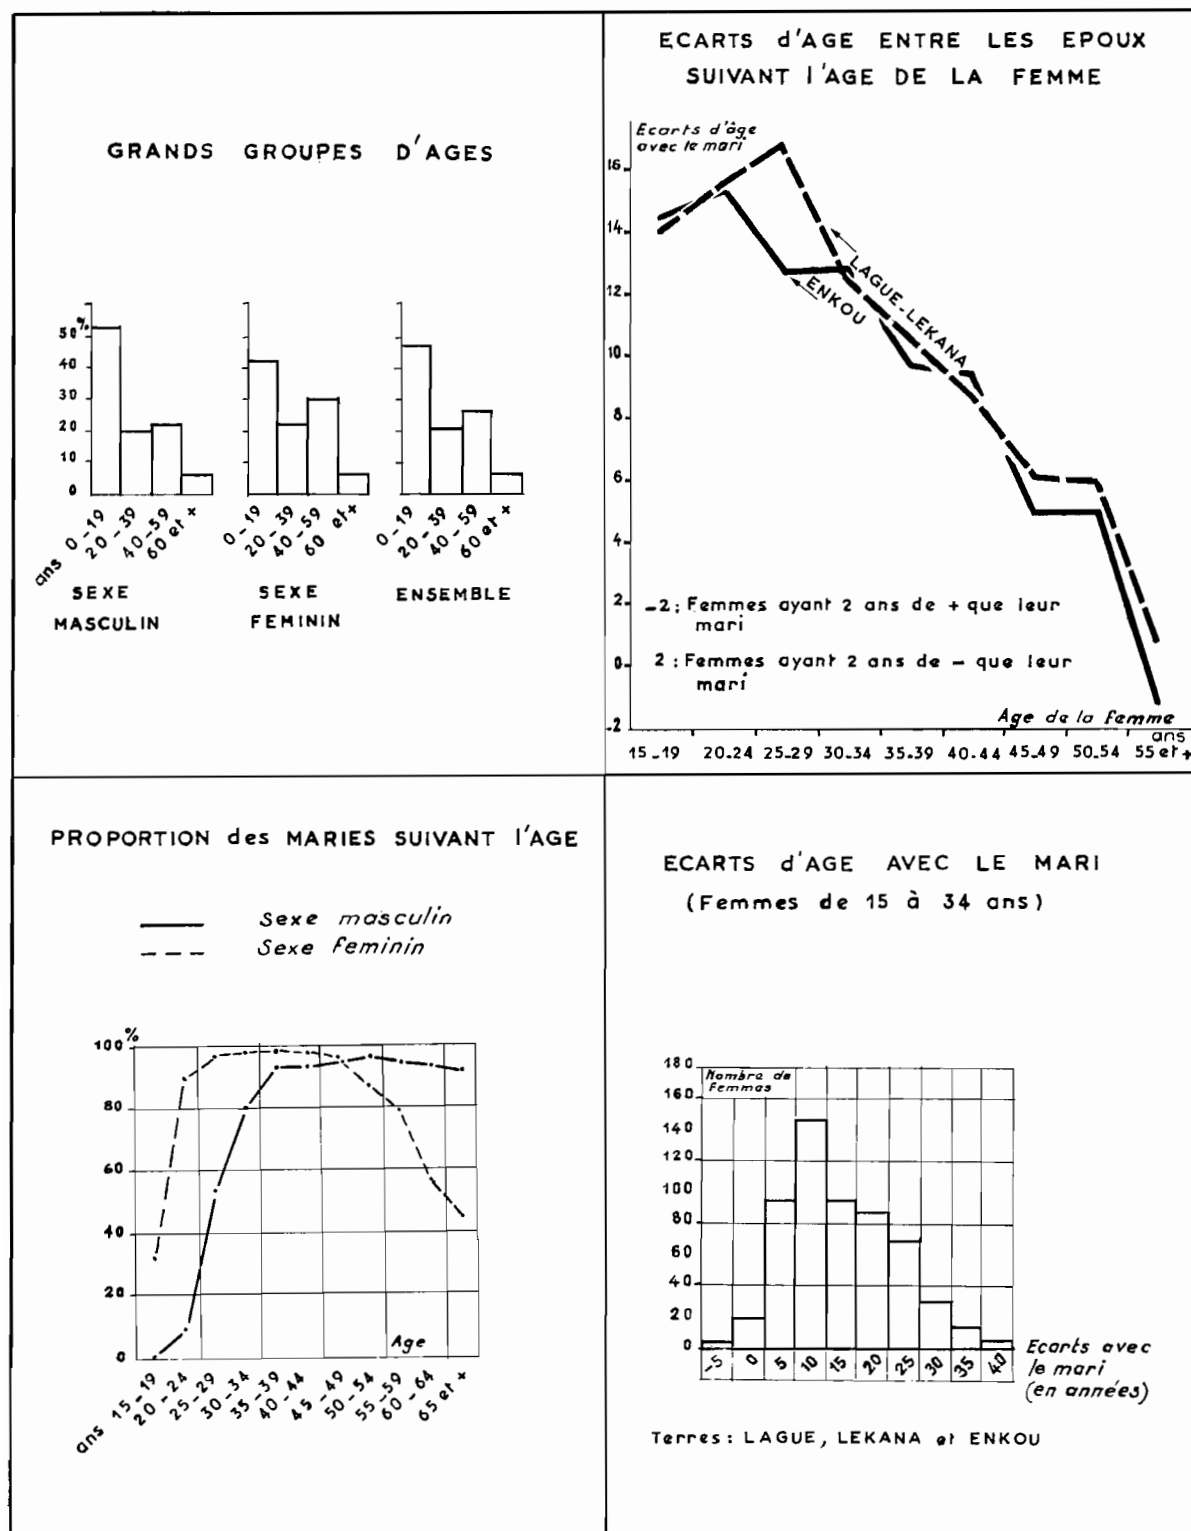 GRANDS GROUPES D'AGES
50%
40
30
20
10
0
ans 0-19 20-39 40-59 60 et +
0-19 20-39 40-59 60 et +
0-19 20-39 40-59 60 et +
SEXE MASCULIN
SEXE FEMININ
ENSEMBLE
ECARTS d'AGE ENTRE LES EPOUX
SUIVANT l'AGE DE LA FEMME
Ecarts d'âge
avec le mari
16
14
12
10
8
6
4
2
0
-2
LAGUE-LEKANA
ENKOU
-2: Femmes ayant 2 ans de + que leur
mari
2 : Femmes ayant 2 ans de - que leur
mari
Age de la femme
ans
15-19 20-24 25-29 30-34 35-39 40-44 45-49 50-54 55 et +
PROPORTION des MARIES SUIVANT l'AGE
Sexe masculin
Sexe feminin
%
100
80
60
40
20
0
Age
ans 15-19 20-24 25-29 30-34 35-39 40-44 45-49 50-54 55-59 60-64 65 et +
ECARTS d'AGE AVEC LE MARI
(Femmes de 15 à 34 ans)
Nombre de
Femmes
180
160
140
120
100
80
60
40
20
0
-5 0 5 10 15 20 25 30 35 40
Ecarts avec
le mari
(en années)
Terres: LAGUE, LEKANA et ENKOU